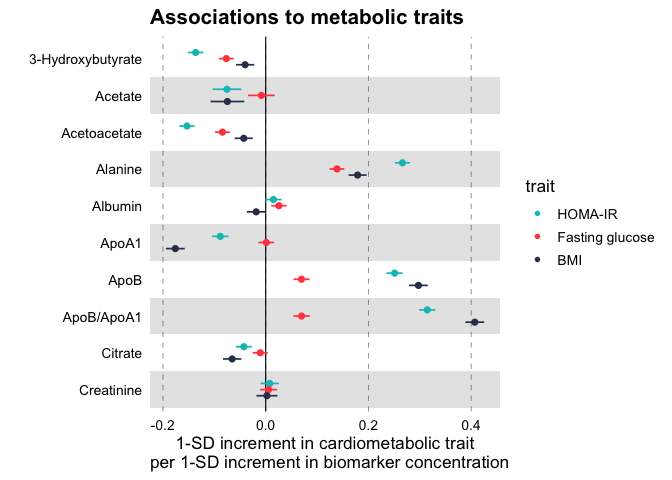 Associations to metabolic traits
3-Hydroxybutyrate
Acetate
Acetoacetate
Alanine
Albumin
ApoA1
ApoB
ApoB/ApoA1
Citrate
Creatinine
-0.2 0.0 0.2 0.4
1-SD increment in cardiometabolic trait
per 1-SD increment in biomarker concentration
trait
HOMA-IR
Fasting glucose
BMI